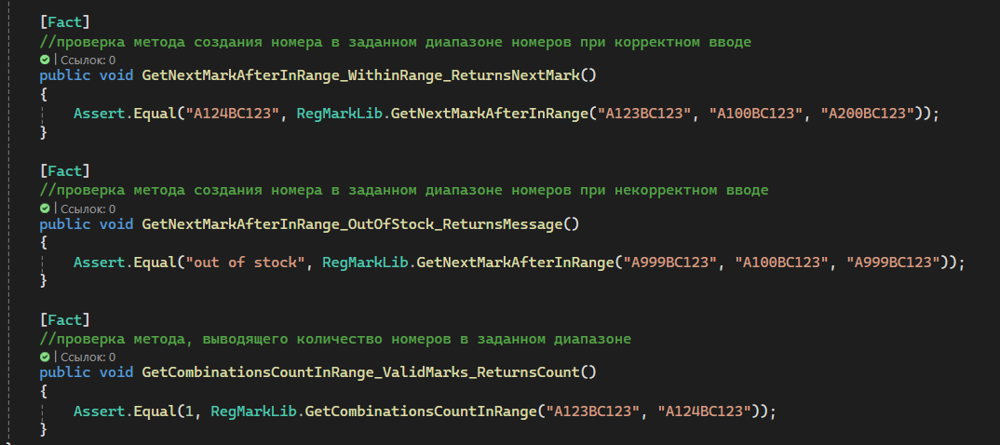 [Fact]
//проверка метода создания номера в заданном диапазоне номеров при корректном вводе
| Ссылок: 0
public void GetNextMarkAfterInRange_WithinRange_ReturnsNextMark()
{
Assert.Equal("A124BC123", RegMarkLib.GetNextMarkAfterInRange("A123BC123", "A100BC123", "A200BC123"));
}
[Fact]
//проверка метода создания номера в заданном диапазоне номеров при некорректном вводе
| Ссылок: 0
public void GetNextMarkAfterInRange_OutOfStock_ReturnsMessage()
{
Assert.Equal("out of stock", RegMarkLib.GetNextMarkAfterInRange("A999BC123", "A100BC123", "A999BC123"));
}
[Fact]
//проверка метода, выводящего количество номеров в заданном диапазоне
| Ссылок: 0
public void GetCombinationsCountInRange_ValidMarks_ReturnsCount()
{
Assert.Equal(1, RegMarkLib.GetCombinationsCountInRange("A123BC123", "A124BC123"));
}